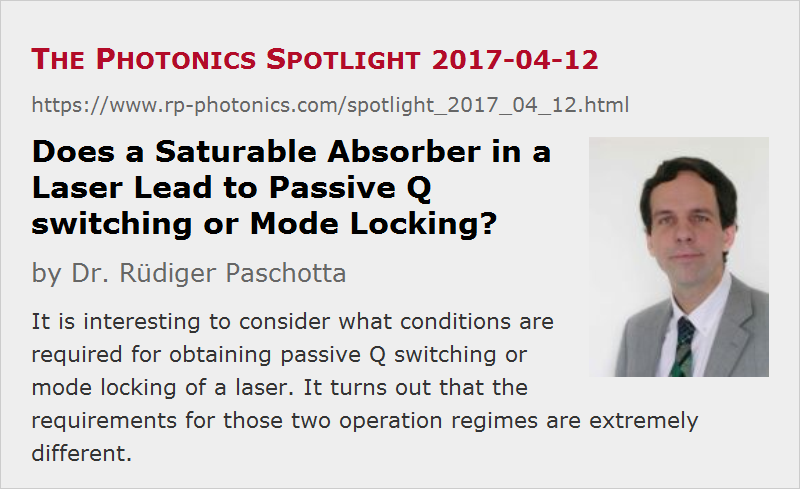 The Photonics Spotlight 2017-04-12
https://www.rp-photonics.com/spotlight_2017_04_12.html
Does a Saturable Absorber in a
Laser Lead to Passive Q
switching or Mode Locking?
by Dr. Rüdiger Paschotta
It is interesting to consider what conditions are
required for obtaining passive Q switching or
mode locking of a laser. It turns out that the
requirements for those two operation regimes are extremely
different.